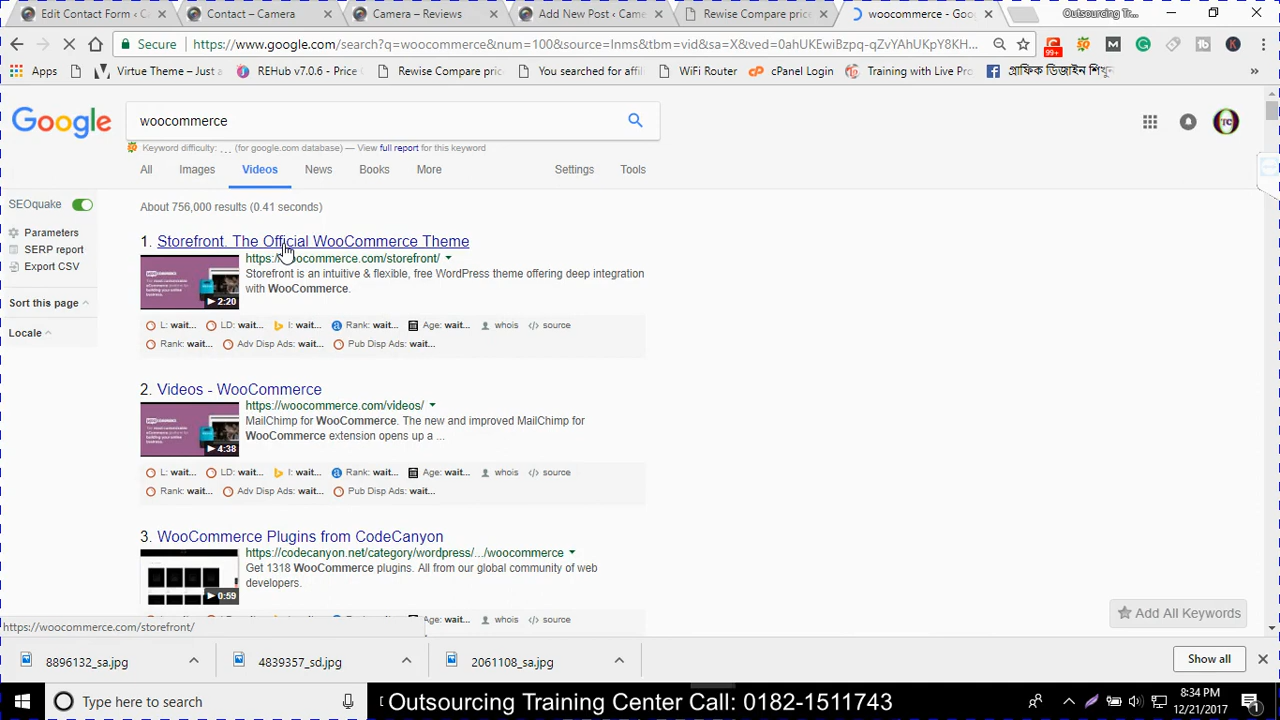 Edit Contact Form ‹ C
Contact – Camera
Camera – Reviews
Add New Post ‹ Came
Rewise Compare price
woocommerce - Goo
Outsourcing Tr...
Secure
https://www.google.com/search?q=woocommerce&num=100&source=lnms&tbm=vid&sa=X&ved=
99+
Apps
Virtue Theme – Just a
REHub v7.0.6 - Price
Rewise Compare pric
You searched for affil
WiFi Router
cPanel Login
Training with Live Pro
গ্রাফিক ডিজাইন শিখুন
»
Google
woocommerce
TC
Keyword difficulty: ... (for google.com database) — View full report for this keyword
All
Images
Videos
News
Books
More
Settings
Tools
SEOquake
Parameters
SERP report
Export CSV
Sort this page
Locale
About 756,000 results (0.41 seconds)
1. Storefront. The Official WooCommerce Theme
https://woocommerce.com/storefront/
Storefront is an intuitive & flexible, free WordPress theme offering deep integration
with WooCommerce.
2:20
L: wait... LD: wait... I: wait... Rank: wait... Age: wait... whois source
Rank: wait... Adv Disp Ads: wait... Pub Disp Ads: wait...
2. Videos - WooCommerce
https://woocommerce.com/videos/
MailChimp for WooCommerce. The new and improved MailChimp for
WooCommerce extension opens up a ...
4:38
L: wait... LD: wait... I: wait... Rank: wait... Age: wait... whois source
Rank: wait... Adv Disp Ads: wait... Pub Disp Ads: wait...
3. WooCommerce Plugins from CodeCanyon
https://codecanyon.net/category/wordpress/.../woocommerce
Get 1318 WooCommerce plugins. All from our global community of web
developers.
0:59
Age: wait... whois source
Add All Keywords
https://woocommerce.com/storefront/
8896132_sa.jpg
4839357_sd.jpg
2061108_sa.jpg
Show all
Type here to search
Outsourcing Training Center Call: 0182-1511743
8:34 PM
12/21/2017